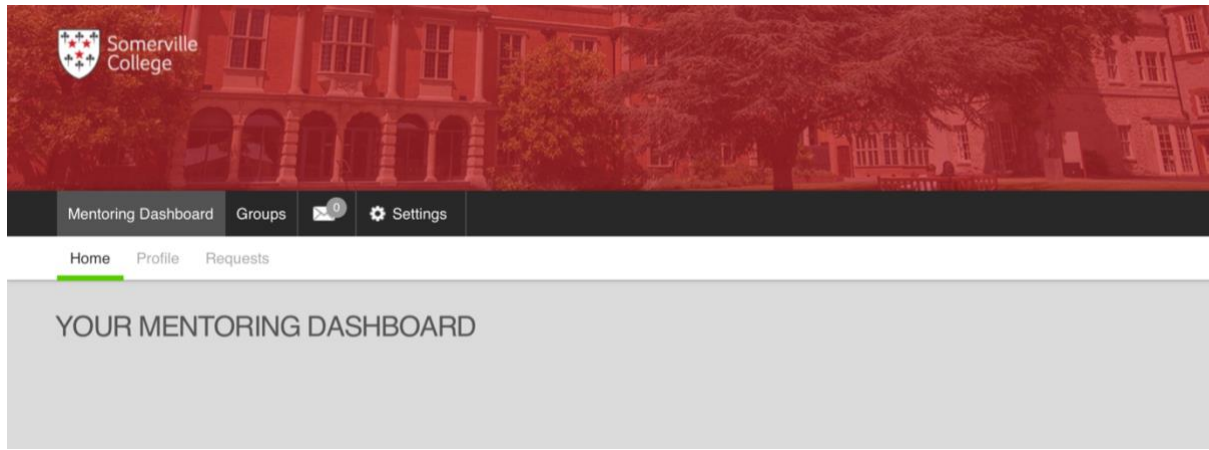 Somerville
College
Mentoring Dashboard Groups 0 Settings
Home Profile Requests
YOUR MENTORING DASHBOARD